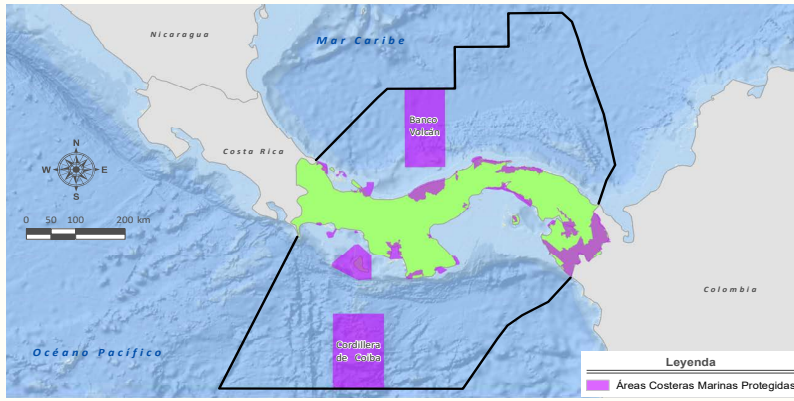 Nicaragua
Mar Caribe
Banco
Volcán
Costa Rica
N
W
E
S
0 50 100 200 km
Colombia
Cordillera
de Coiba
Océano Pacífico
Leyenda
Áreas Costeras Marinas Protegidas